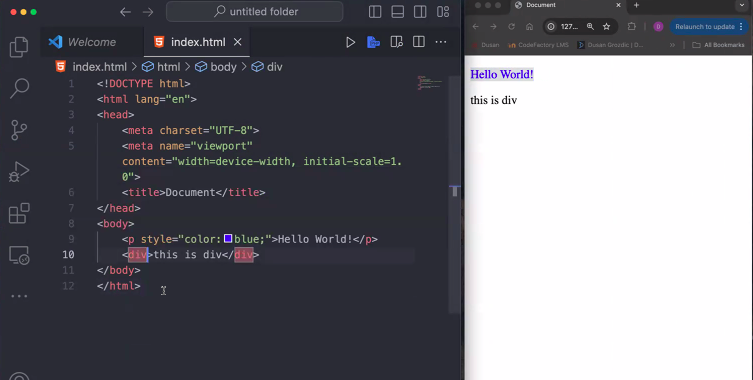 untitled folder
Welcome
index.html
index.html > html > body > div
1 <!DOCTYPE html>
2 <html lang="en">
3 <head>
4 <meta charset="UTF-8">
5 <meta name="viewport"
content="width=device-width, initial-scale=1.
0">
6 <title>Document</title>
7 </head>
8 <body>
9 <p style="color:blue;">Hello World!</p>
10 <div>this is div</div>
11 </body>
12 </html>
Document
127... D Relaunch to update
Dusan CodeFactory LMS Dusan Grozdic | D... » All Bookmarks
Hello World!
this is div